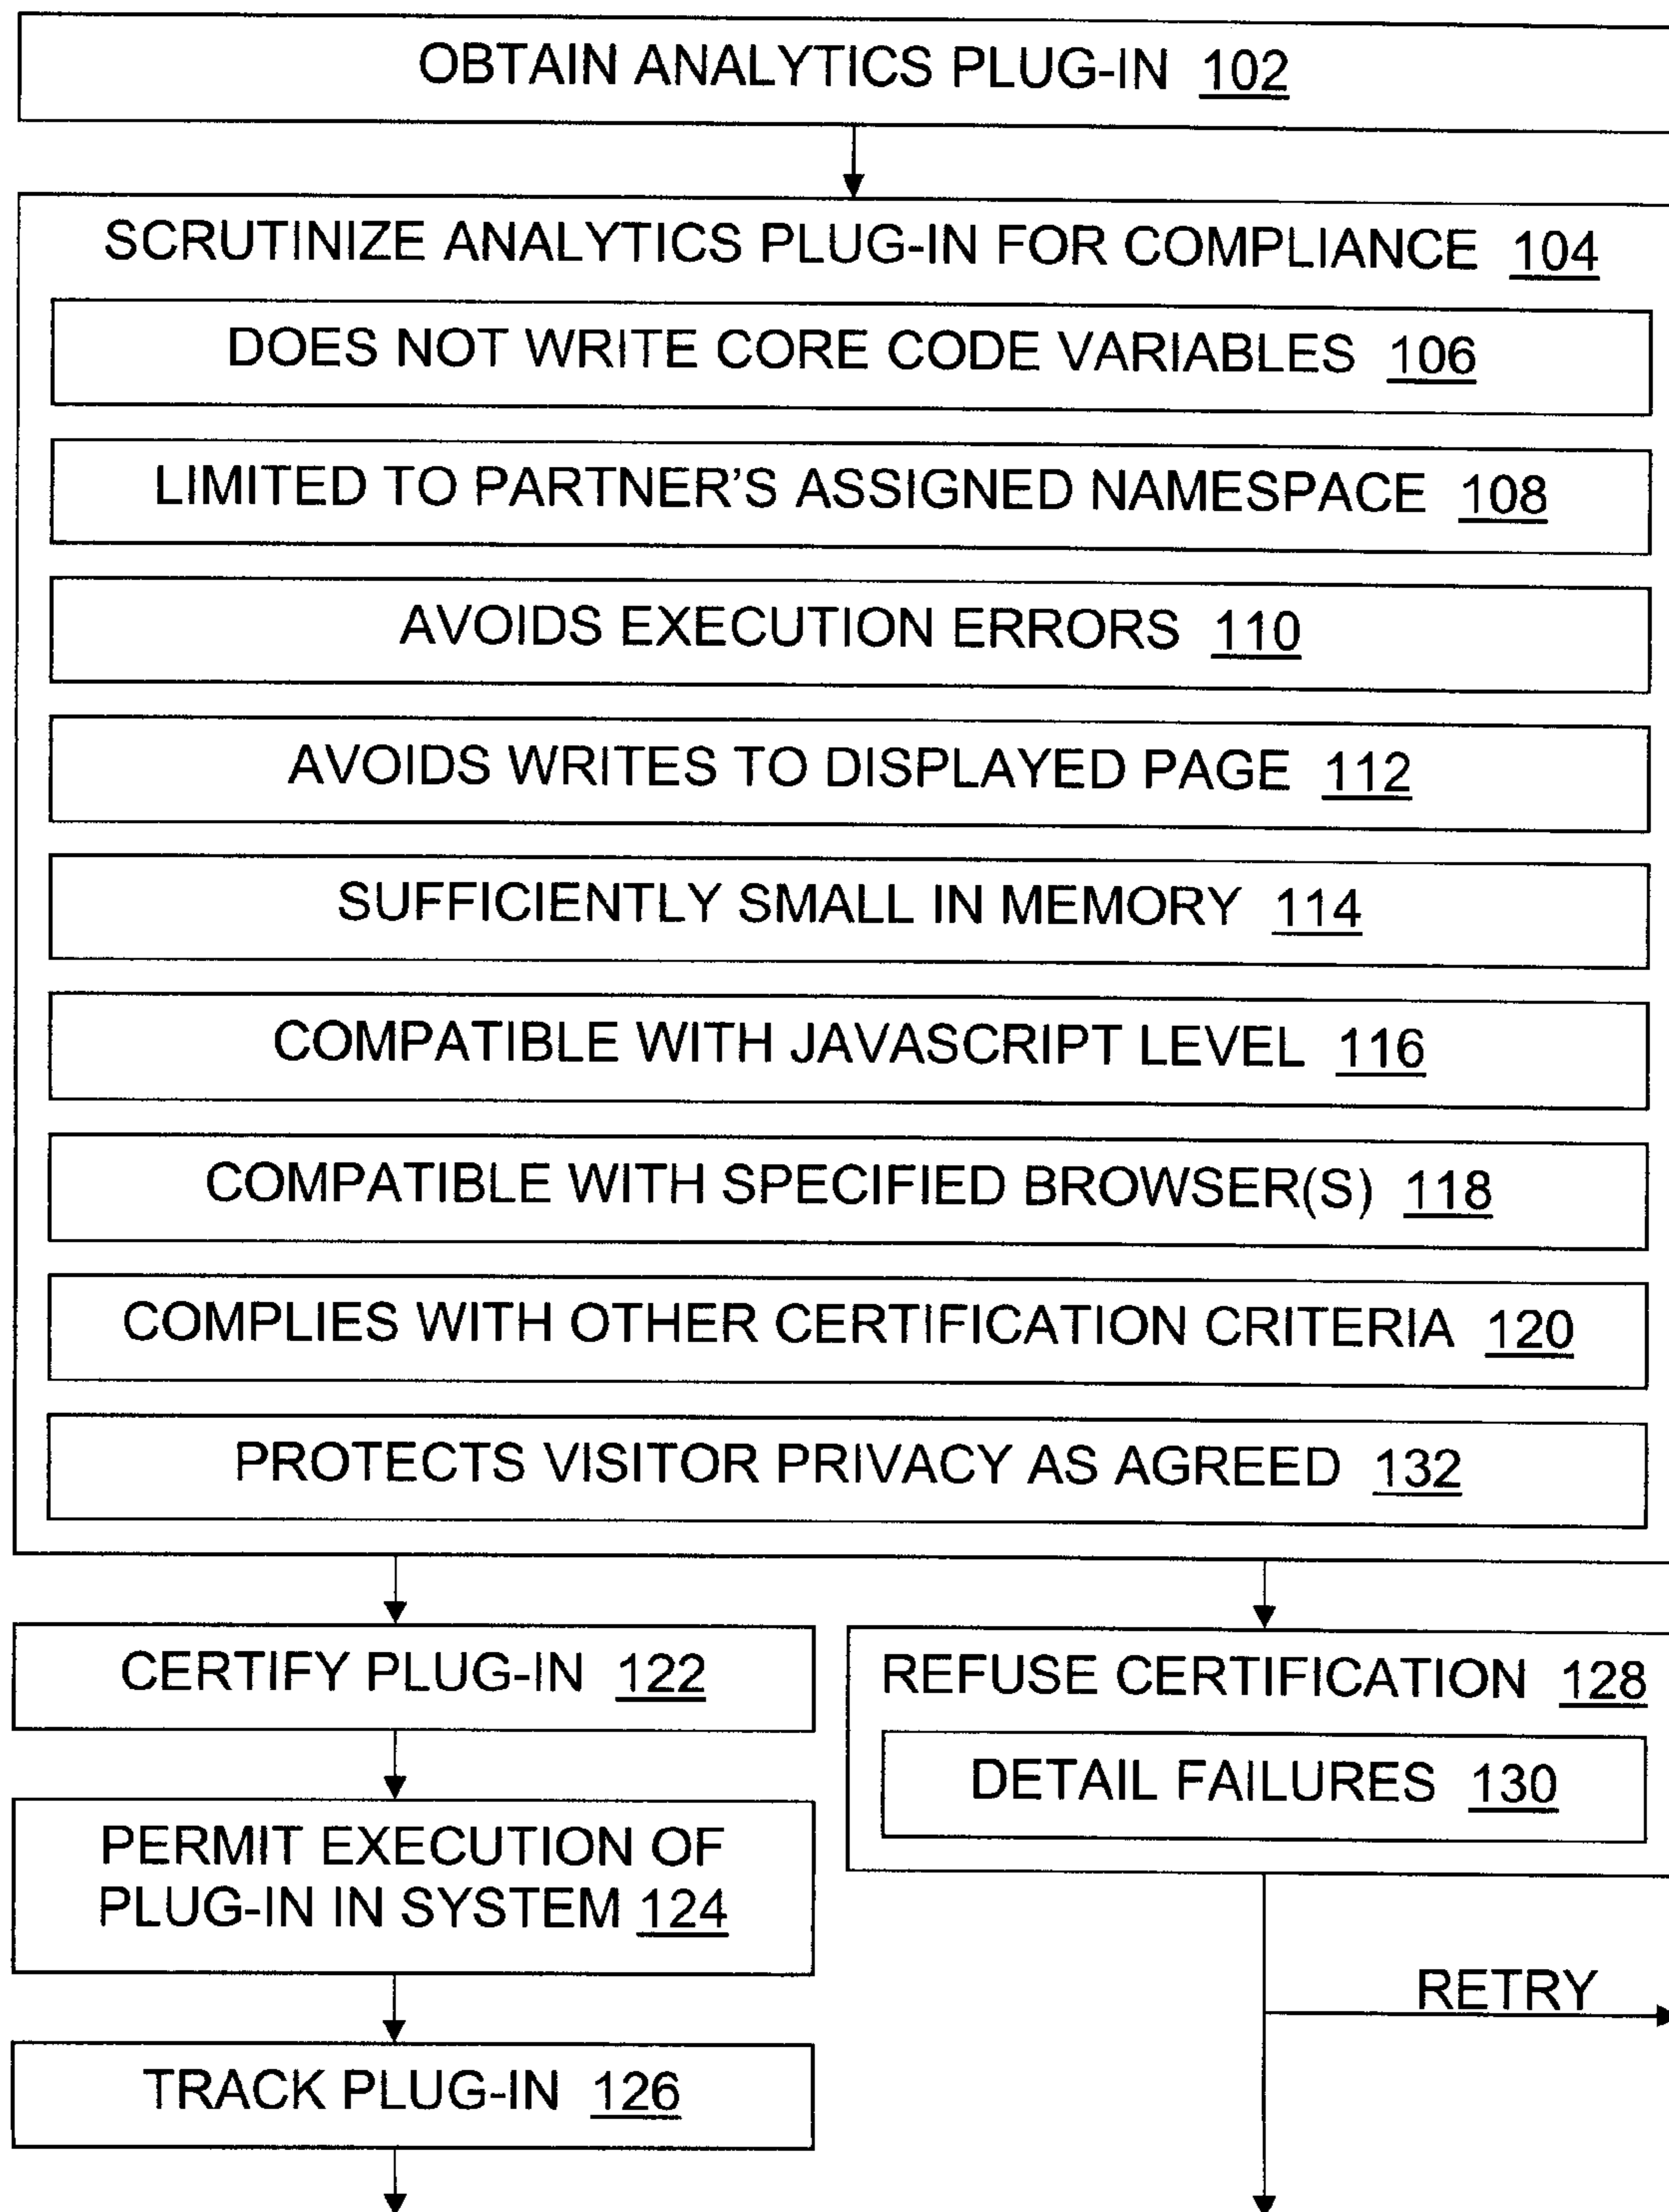 OBTAIN ANALYTICS PLUG-IN 102
SCRUTINIZE ANALYTICS PLUG-IN FOR COMPLIANCE 104
DOES NOT WRITE CORE CODE VARIABLES 106
LIMITED TO PARTNER'S ASSIGNED NAMESPACE 108
AVOIDS EXECUTION ERRORS 110
AVOIDS WRITES TO DISPLAYED PAGE 112
SUFFICIENTLY SMALL IN MEMORY 114
COMPATIBLE WITH JAVASCRIPT LEVEL 116
COMPATIBLE WITH SPECIFIED BROWSER(S) 118
COMPLIES WITH OTHER CERTIFICATION CRITERIA 120
PROTECTS VISITOR PRIVACY AS AGREED 132
CERTIFY PLUG-IN 122
PERMIT EXECUTION OF
PLUG-IN IN SYSTEM 124
TRACK PLUG-IN 126
REFUSE CERTIFICATION 128
DETAIL FAILURES 130
RETRY